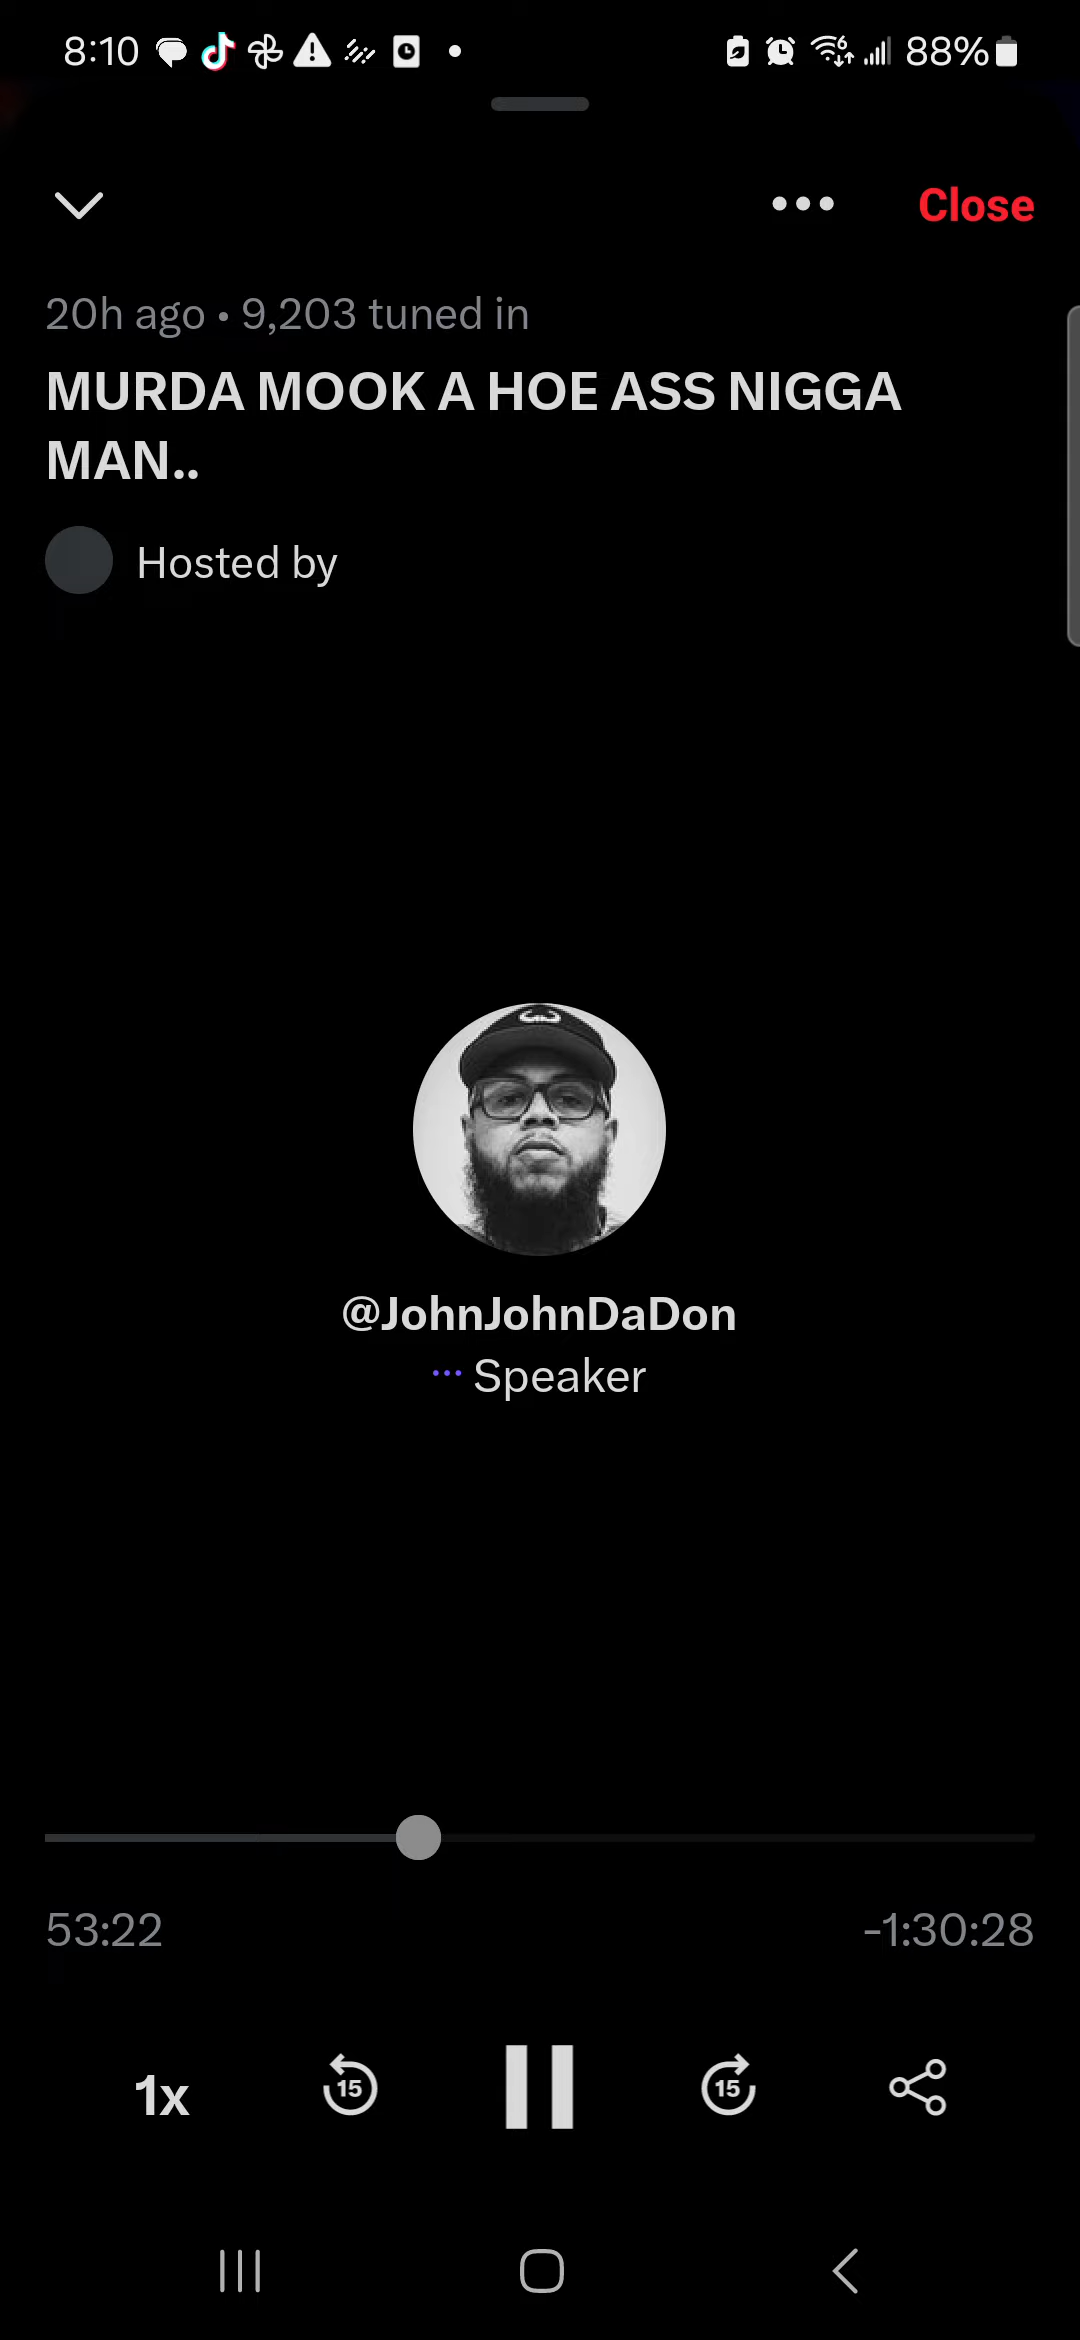 8:10 88%
Close
20h ago • 9,203 tuned in
MURDA MOOK A HOE ASS NIGGA
MAN..
Hosted by
@JohnJohnDaDon
Speaker
53:22 -1:30:28
1x 15 15